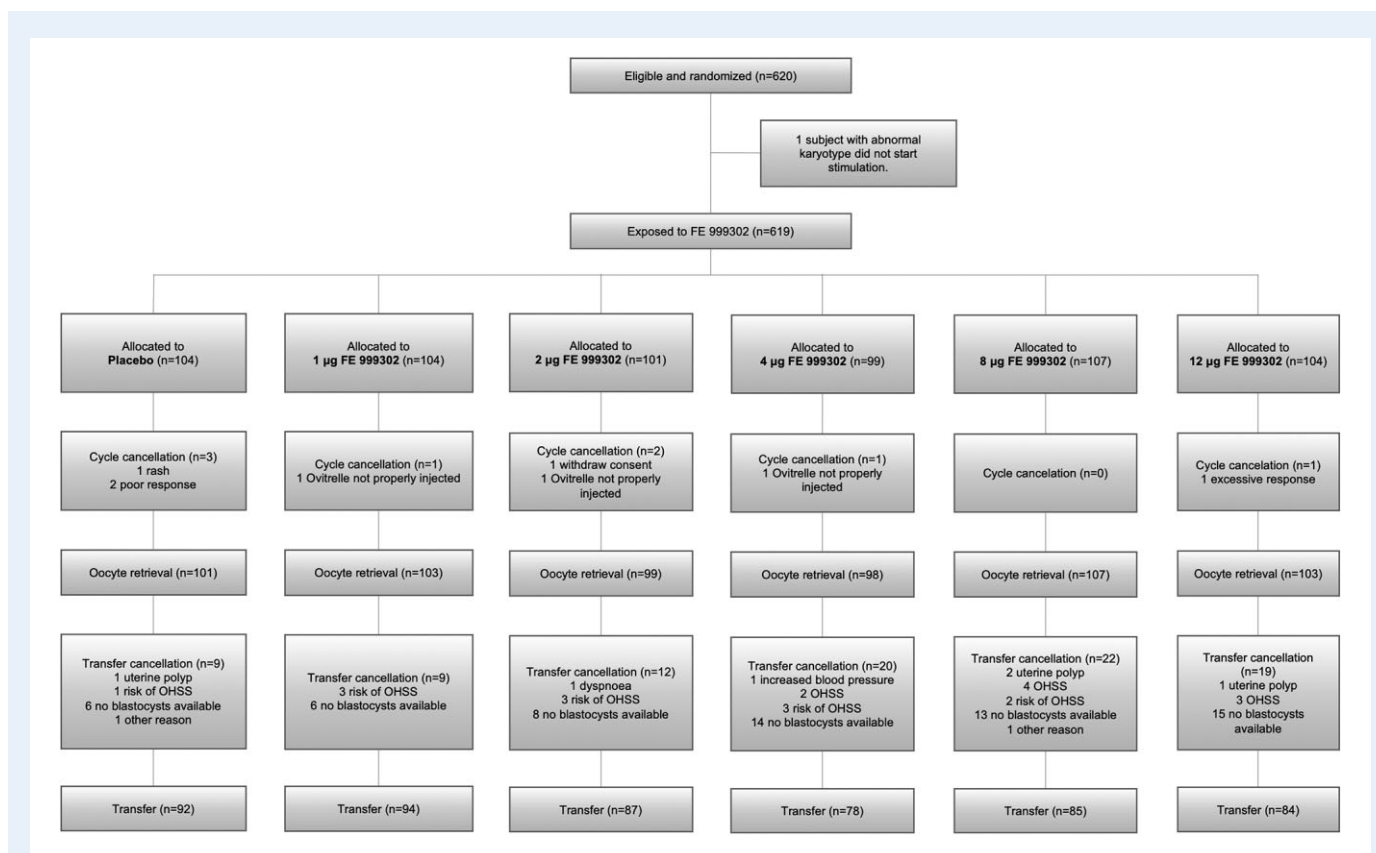 Eligible and randomized (n=620)
1 subject with abnormal
karyotype did not start
stimulation.
Exposed to FE 999302 (n=619)
Allocated to
Placebo (n=104)
Allocated to
1 µg FE 999302 (n=104)
Allocated to
2 µg FE 999302 (n=101)
Allocated to
4 µg FE 999302 (n=99)
Allocated to
8 µg FE 999302 (n=107)
Allocated to
12 µg FE 999302 (n=104)
Cycle cancellation (n=3)
1 rash
2 poor response
Cycle cancellation (n=1)
1 Ovitrelle not properly injected
Cycle cancellation (n=2)
1 withdraw consent
1 Ovitrelle not properly
injected
Cycle cancellation (n=1)
1 Ovitrelle not properly
injected
Cycle cancelation (n=0)
Cycle cancellation (n=1)
1 excessive response
Oocyte retrieval (n=101)
Oocyte retrieval (n=103)
Oocyte retrieval (n=99)
Oocyte retrieval (n=98)
Oocyte retrieval (n=107)
Oocyte retrieval (n=103)
Transfer cancellation (n=9)
1 uterine polyp
1 risk of OHSS
6 no blastocysts available
1 other reason
Transfer cancellation (n=9)
3 risk of OHSS
6 no blastocysts available
Transfer cancellation (n=12)
1 dyspnoea
3 risk of OHSS
8 no blastocysts available
Transfer cancellation (n=20)
1 increased blood pressure
2 OHSS
3 risk of OHSS
14 no blastocysts available
Transfer cancellation (n=22)
2 uterine polyp
4 OHSS
2 risk of OHSS
13 no blastocysts available
1 other reason
Transfer cancellation
(n=19)
1 uterine polyp
3 OHSS
15 no blastocysts
available
Transfer (n=92)
Transfer (n=94)
Transfer (n=87)
Transfer (n=78)
Transfer (n=85)
Transfer (n=84)